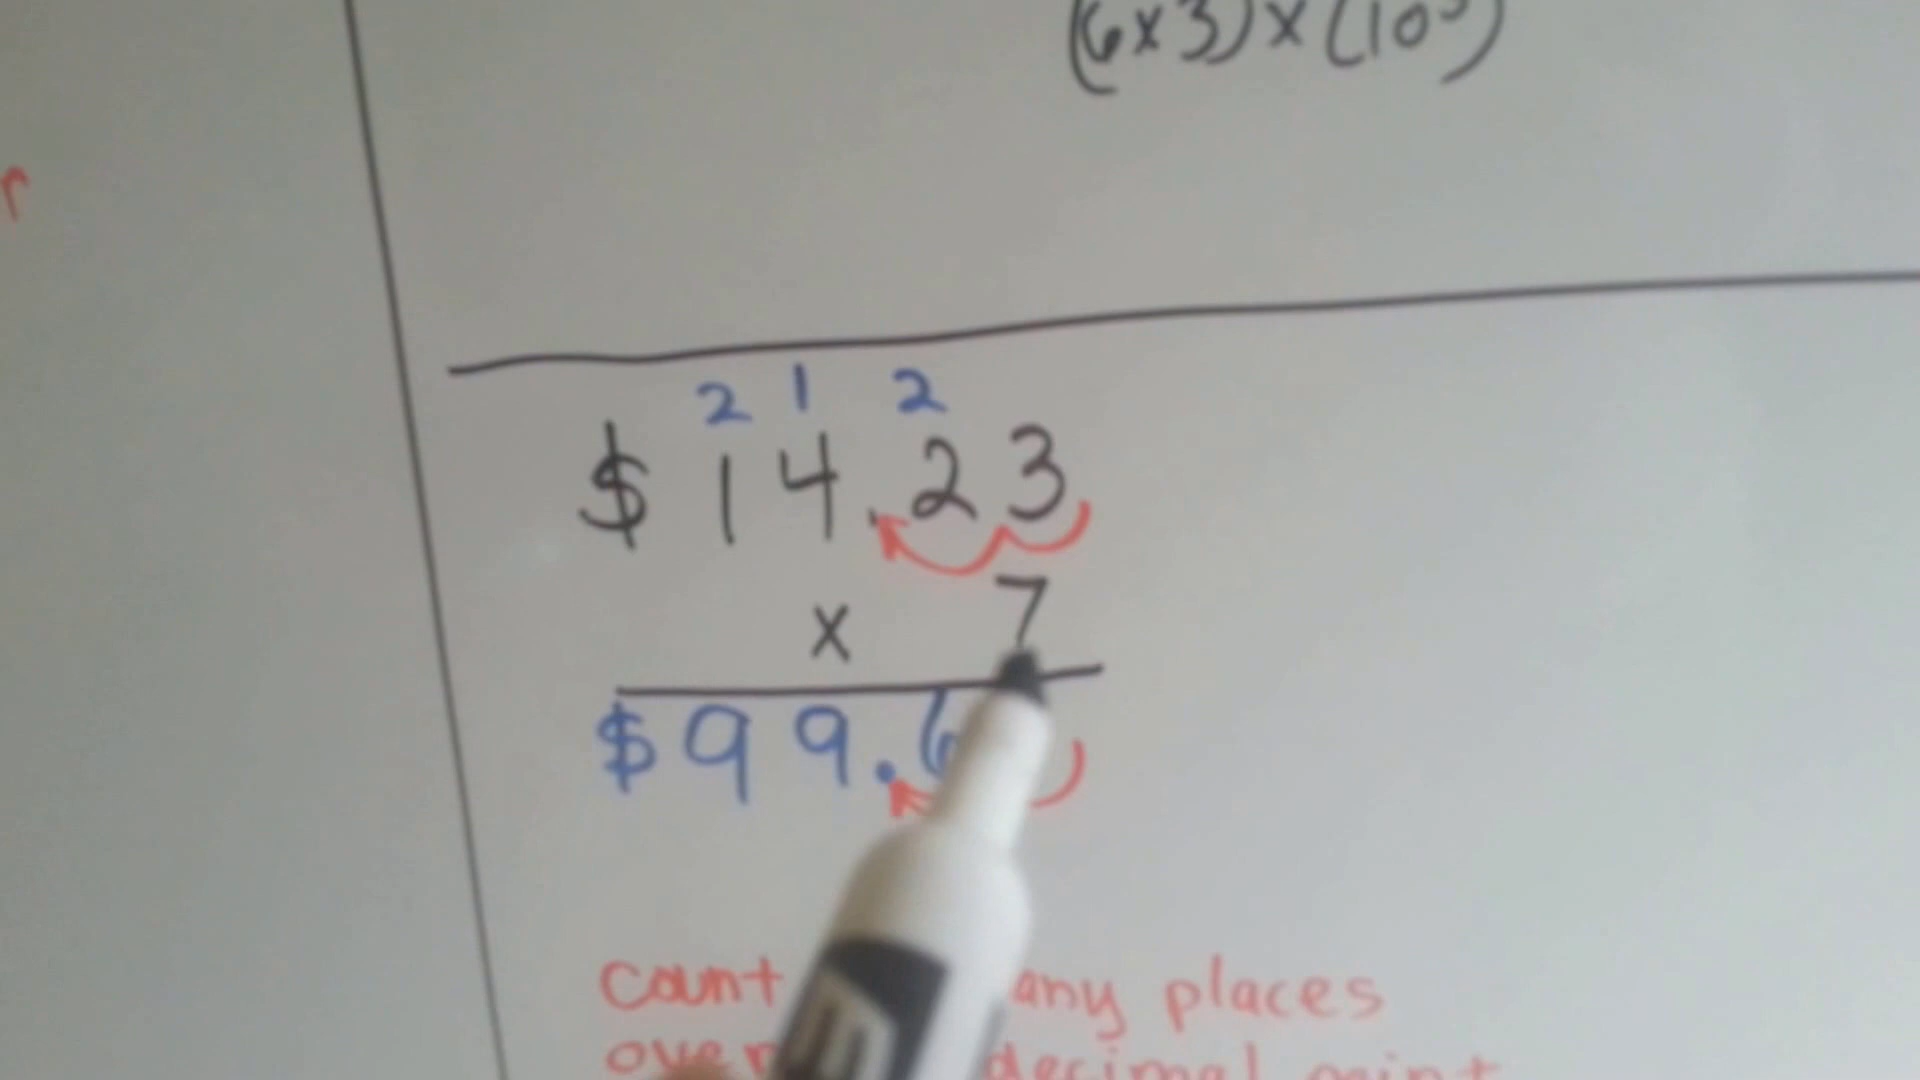 r
(6x3)x(10³)
2 1 2
$14.23
x 7
$99.6
count any places
over decimal point